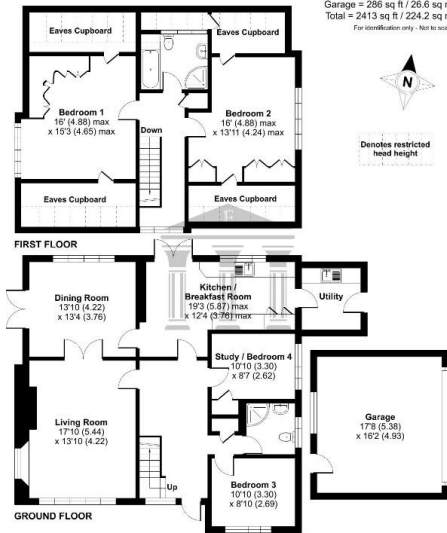 Garage = 286 sq ft / 26.6 sq m
Total = 2413 sq ft / 224.2 sq m
For identification only - Not to scale
N
Denotes restricted
head height
Eaves Cupboard
Eaves Cupboard
Bedroom 1
16' (4.88) max
x 15'3 (4.65) max
Bedroom 2
16' (4.88) max
x 13'11 (4.24) max
Down
Eaves Cupboard
Eaves Cupboard
FIRST FLOOR
E
Dining Room
13'10 (4.22)
x 13'4 (3.76)
Kitchen /
Breakfast Room
19'3 (5.87) max
x 12'4 (3.76) max
Utility
Study / Bedroom 4
10'10 (3.30)
x 8'7 (2.62)
Living Room
17'10 (5.44)
x 13'10 (4.22)
Garage
17'8 (5.38)
x 16'2 (4.93)
Up
Bedroom 3
10'10 (3.30)
x 8'10 (2.69)
GROUND FLOOR